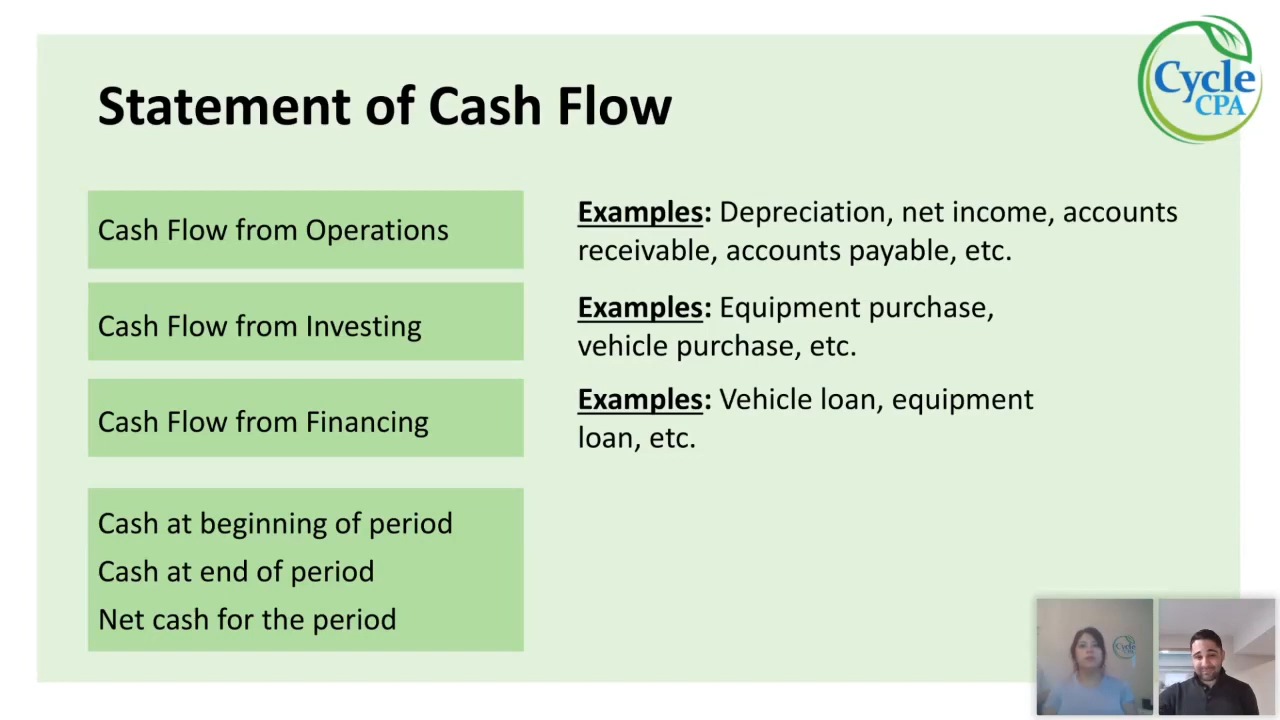 Cycle
CPA
Statement of Cash Flow
Cash Flow from Operations
Examples: Depreciation, net income, accounts
receivable, accounts payable, etc.
Cash Flow from Investing
Examples: Equipment purchase,
vehicle purchase, etc.
Cash Flow from Financing
Examples: Vehicle loan, equipment
loan, etc.
Cash at beginning of period
Cash at end of period
Net cash for the period
Cycle